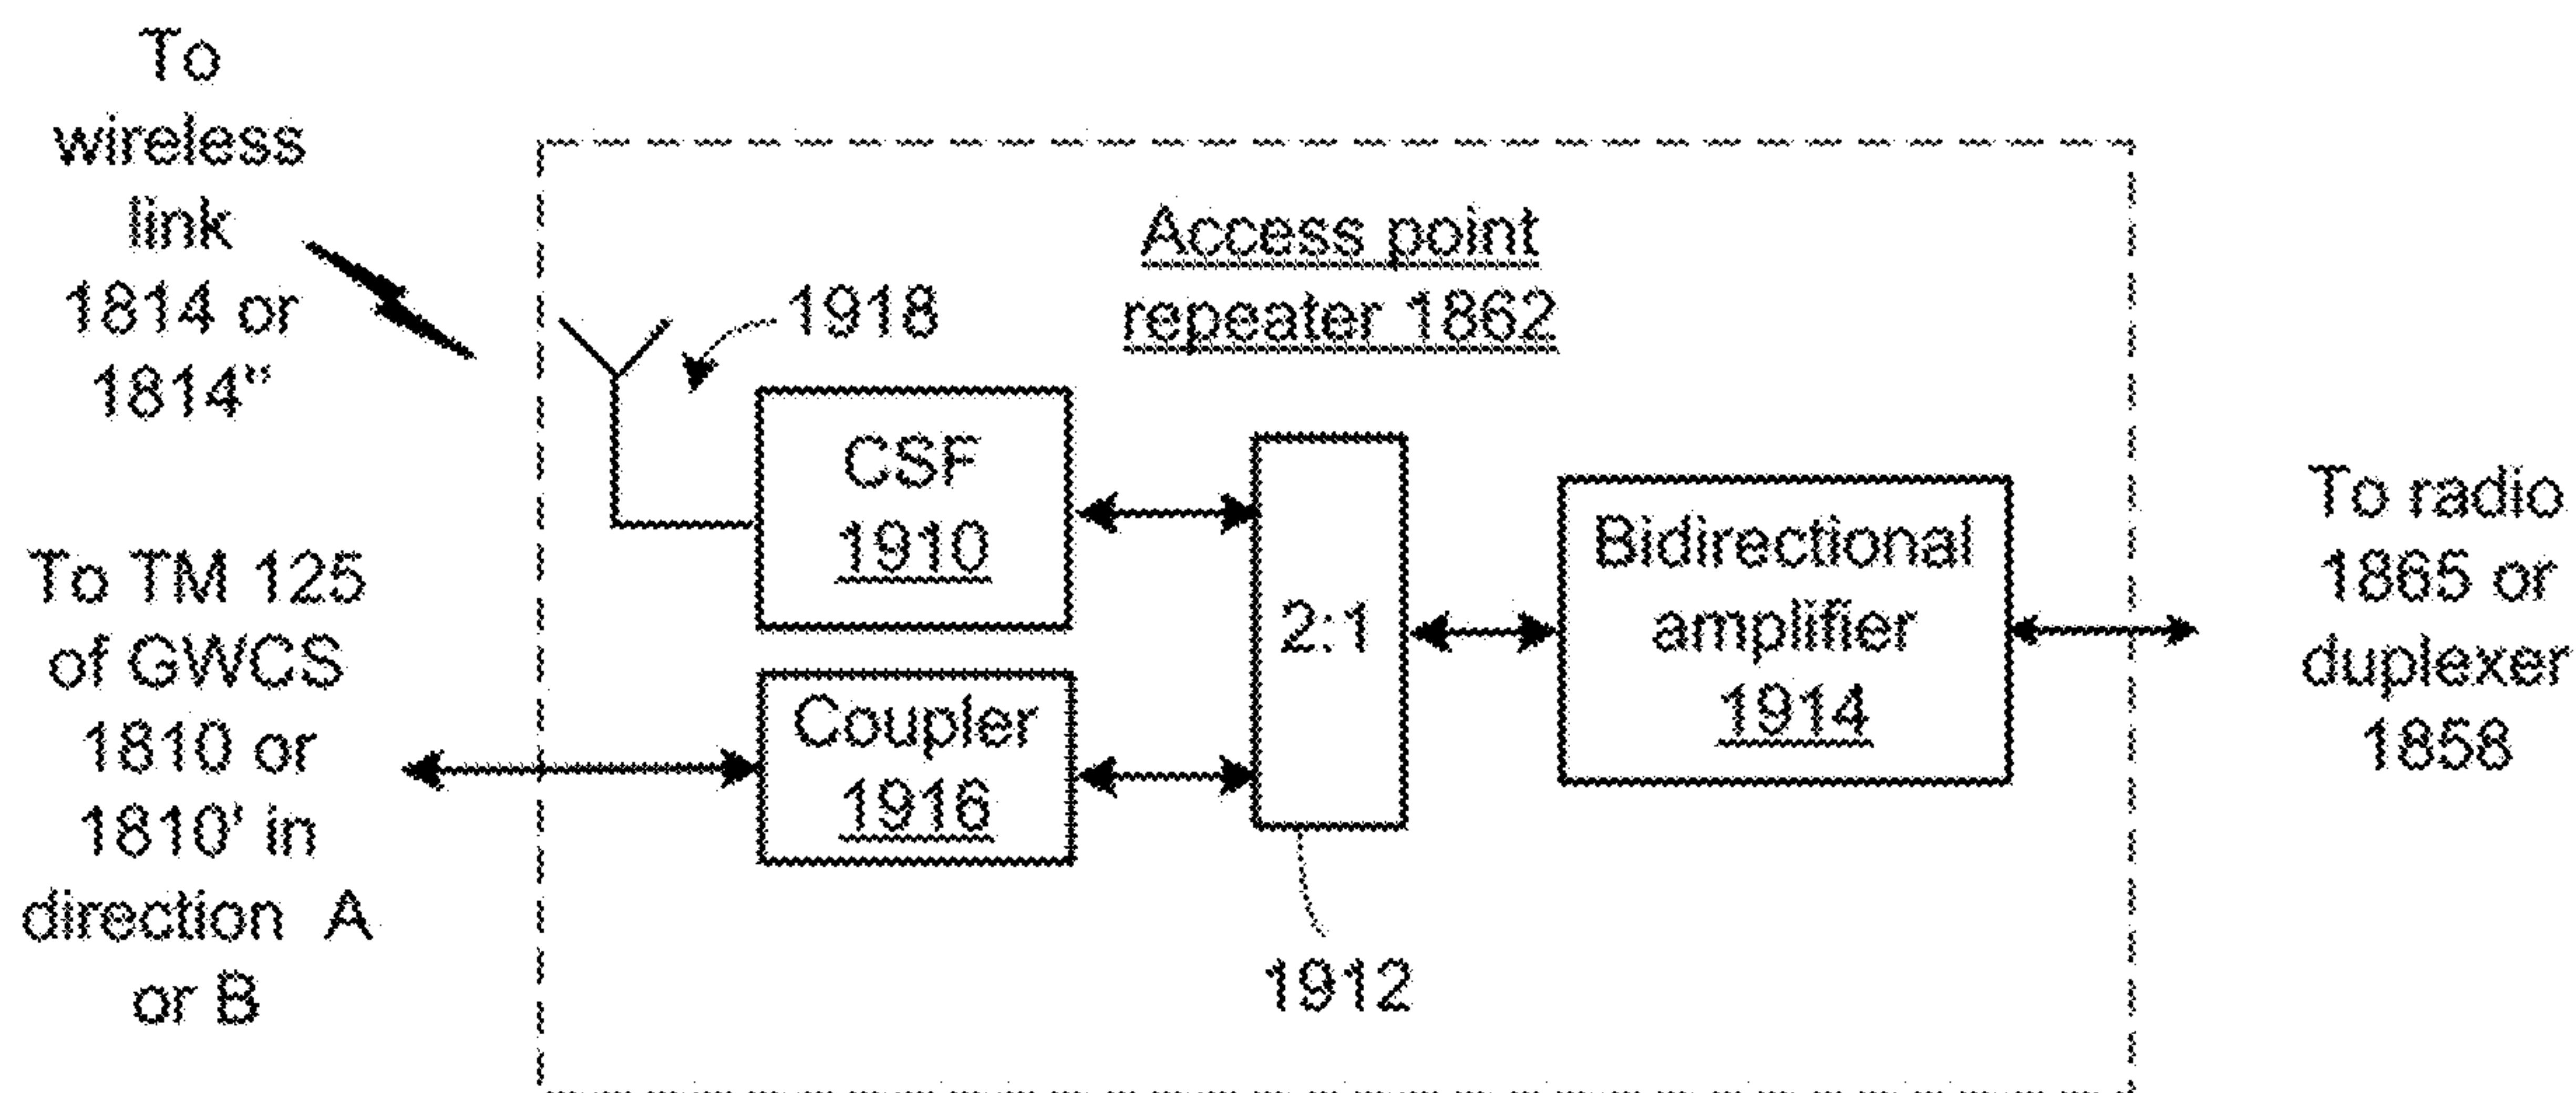 To
wireless
link
1814 or
1814"
To TM 125
of GWCS
1810 or
1810' in
direction A
or B
Access point
repeater 1862
1918
CSF
1910
Coupler
1916
2:1
1912
Bidirectional
amplifier
1914
To radio
1865 or
duplexer
1858